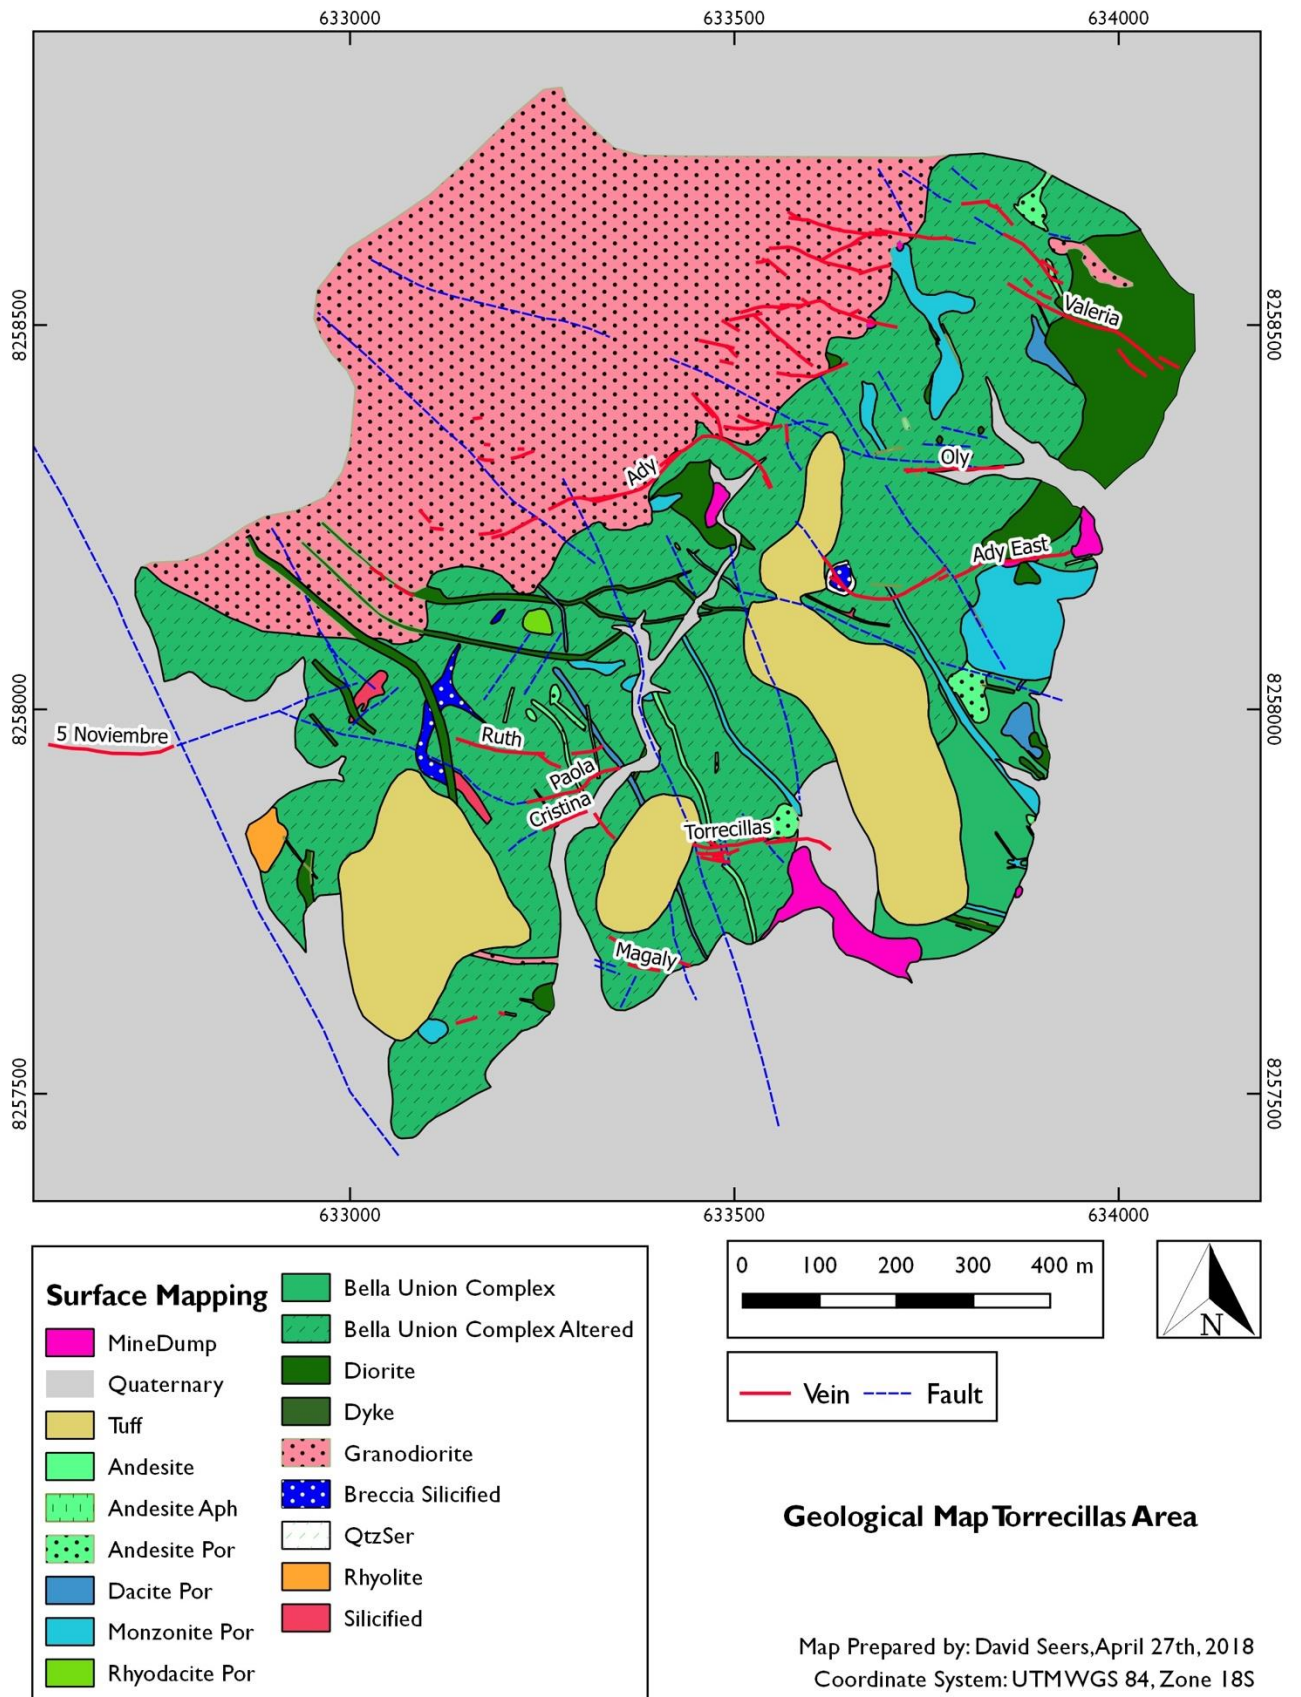 633000 633500 634000
8258500 8258500
Valeria
Oly
Ady
Ady East
8258000 8258000
5 Noviembre
Ruth
Paola
Cristina
Torrecillas
Magaly
8257500 8257500
633000 633500 634000
Surface Mapping
MineDump
Quaternary
Tuff
Andesite
Andesite Aph
Andesite Por
Dacite Por
Monzonite Por
Rhyodacite Por
Bella Union Complex
Bella Union Complex Altered
Diorite
Dyke
Granodiorite
Breccia Silicified
QtzSer
Rhyolite
Silicified
0 100 200 300 400 m
N
Vein Fault
Geological Map Torrecillas Area
Map Prepared by: David Seers, April 27th, 2018
Coordinate System: UTM WGS 84, Zone 18S